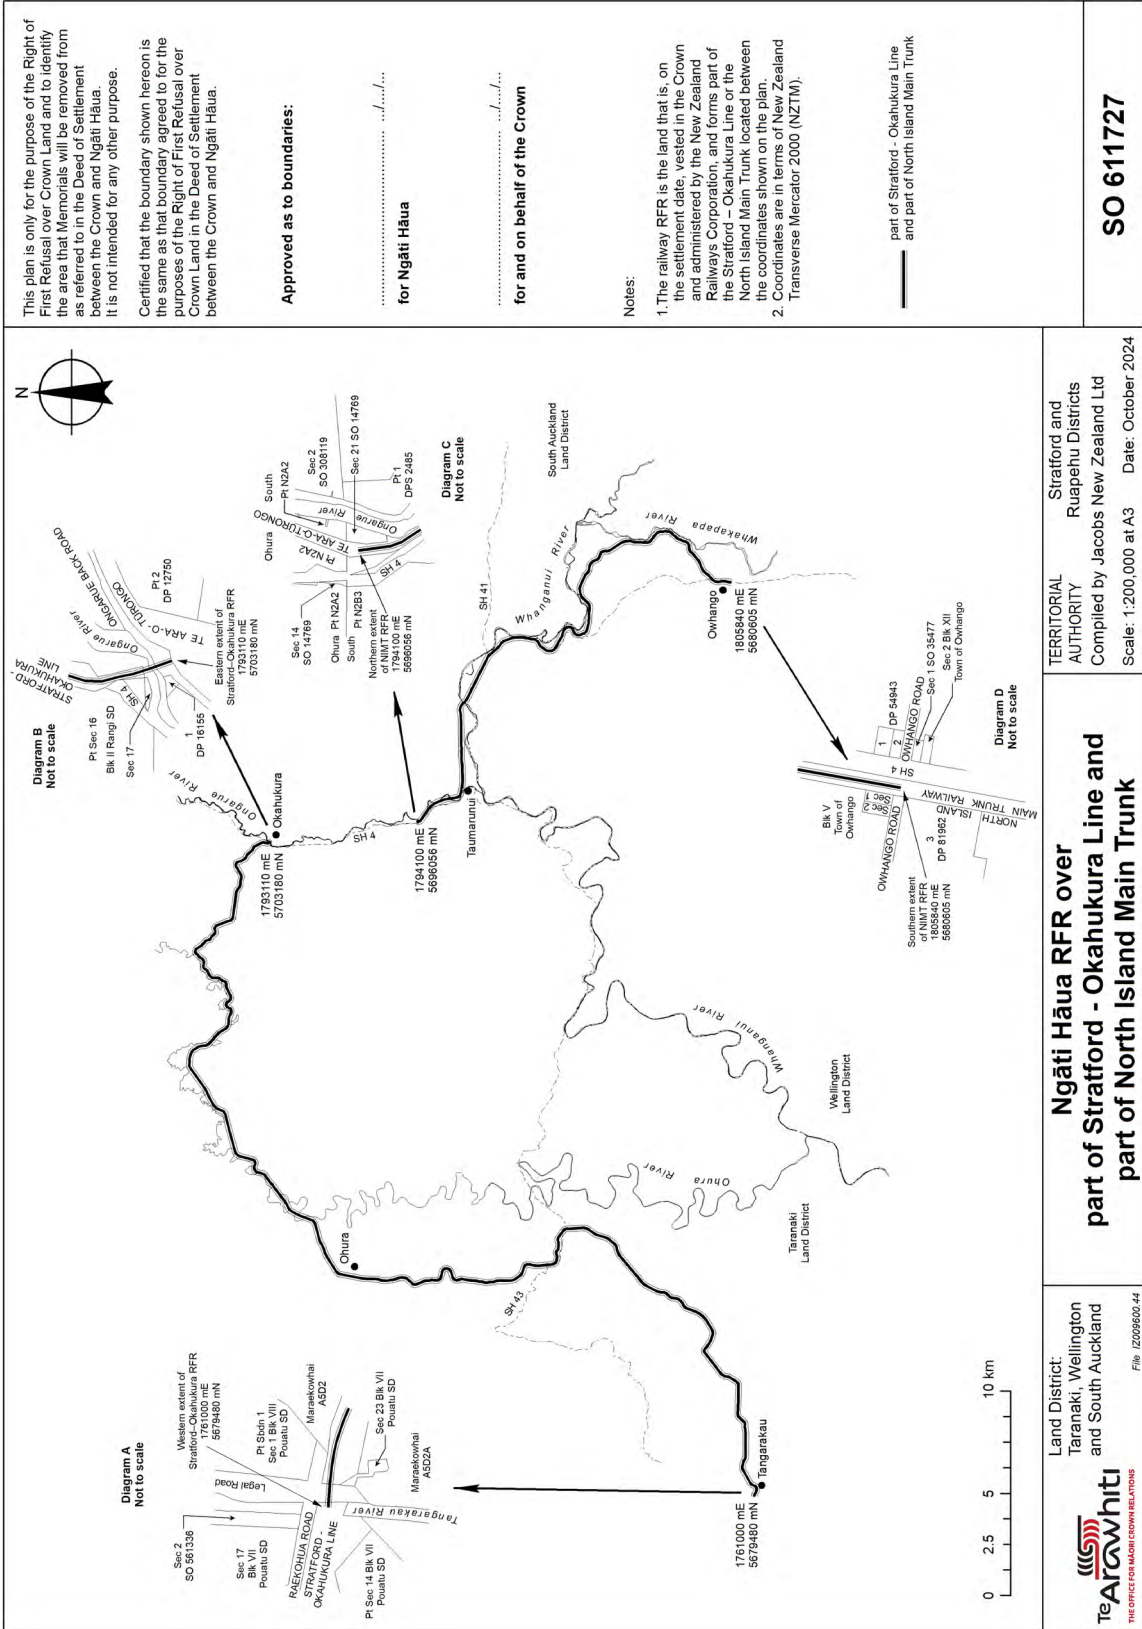 This plan is only for the purpose of the Right of
First Refusal over Crown Land and to identify
the area that Memorials will be removed from
as referred to in the Deed of Settlement
between the Crown and Ngāti Hāua.
It is not intended for any other purpose.
Certified that the boundary shown hereon is
the same as that boundary agreed to for the
purposes of the Right of First Refusal over
Crown Land in the Deed of Settlement
between the Crown and Ngāti Hāua.
Approved as to boundaries:
................................ .../.../...
for Ngāti Hāua
................................ .../.../...
for and on behalf of the Crown
Notes:
1.The railway RFR is the land that is, on
the settlement date, vested in the Crown
and administered by the New Zealand
Railways Corporation, and forms part of
the Stratford – Okahukura Line or the
North Island Main Trunk located between
the coordinates shown on the plan.
2. Coordinates are in terms of New Zealand
Transverse Mercator 2000 (NZTM).
part of Stratford - Okahukura Line
and part of North Island Main Trunk
SO 611727
N
Diagram A
Not to scale
Sec 2
SO 561336
Sec 17
Blk VII
Pouatu SD
Western extent of
Stratford–Okahukura RFR
1761000 mE
5679480 mN
Legal Road
Pt Sbdn 1
Sec 1 Blk VIII
Pouatu SD
Maraekowhai
A5D2
RAEKOHUA ROAD
STRATFORD -
OKAHUKURA LINE
Pt Sec 14 Blk VII
Pouatu SD
Tangarakau River
Sec 23 Blk VII
Pouatu SD
Maraekowhai
A5D2A
Diagram B
Not to scale
STRATFORD -
OKAHUKURA
LINE
Ongarue River
ONGARUE BACK ROAD
TE ARA-O-TURONGO
Pt 2
DP 12750
SH 4
Pt Sec 16
Blk II Rangi SD
Sec 17
1
DP 16155
Eastern extent of
Stratford–Okahukura RFR
1793110 mE
5703180 mN
Diagram C
Not to scale
Ohura South
Pt N2A2
Sec 2
SO 308119
Sec 21 SO 14769
Pt 1
DPS 2485
Ongarue River
TE ARA-O-TURONGO
Pt N2A2
SH 4
Sec 14
SO 14769
Ohura Pt N2A2
South Pt N2B3
Northern extent
of NIMT RFR
1794100 mE
5696056 mN
Ongarue River
Okahukura
1793110 mE
5703180 mN
SH 4
1794100 mE
5696056 mN
Taumarunui
SH 41
South Auckland
Land District
Whanganui River
Whakapapa River
Owhango
1805840 mE
5680605 mN
Ohura
SH 43
Ohura River
Whanganui River
Taranaki
Land District
Wellington
Land District
Tangarakau
1761000 mE
5679480 mN
Diagram D
Not to scale
Blk V
Town of
Owhango
Sec 2
Sec 1
OWHANGO ROAD
1
2
DP 54943
OWHANGO ROAD
Sec 1 SO 35477
Sec 2 Blk XII
Town of Owhango
SH 4
NORTH ISLAND MAIN TRUNK RAILWAY
3
DP 81962
Southern extent
of NIMT RFR
1805840 mE
5680605 mN
0 2.5 5 10 km
Te Arawhiti
THE OFFICE FOR MĀORI CROWN RELATIONS
Land District:
Taranaki, Wellington
and South Auckland
File IZ009600.44
Ngāti Hāua RFR over
part of Stratford - Okahukura Line and
part of North Island Main Trunk
TERRITORIAL
AUTHORITY
Stratford and
Ruapehu Districts
Compiled by Jacobs New Zealand Ltd
Scale: 1:200,000 at A3 Date: October 2024